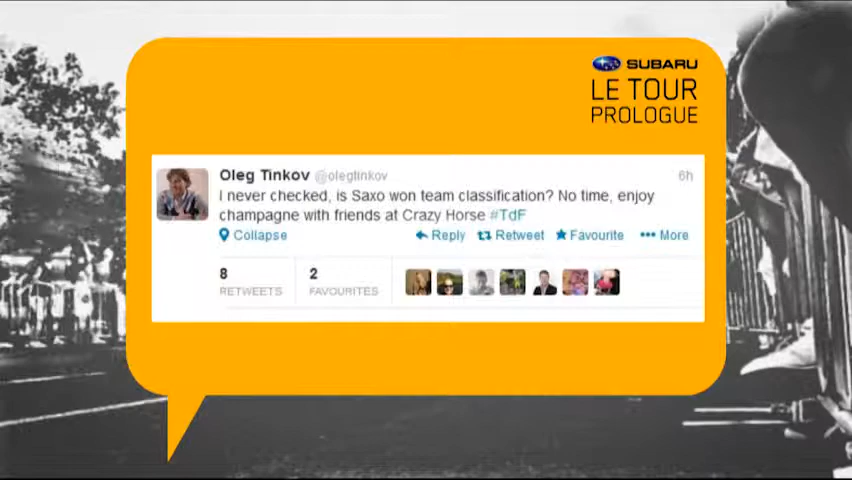 SUBARU
LE TOUR
PROLOGUE
Oleg Tinkov @olegtinkov 6h
I never checked, is Saxo won team classification? No time, enjoy
champagne with friends at Crazy Horse #TdF
Collapse Reply Retweet Favourite ••• More
8 2
RETWEETS FAVOURITES